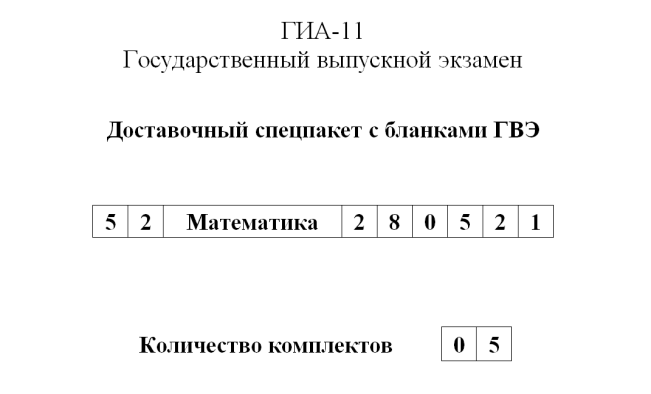 ГИА-11
Государственный выпускной экзамен
Доставочный спецпакет с бланками ГВЭ
5 2 Математика 2 8 0 5 2 1
Количество комплектов 0 5